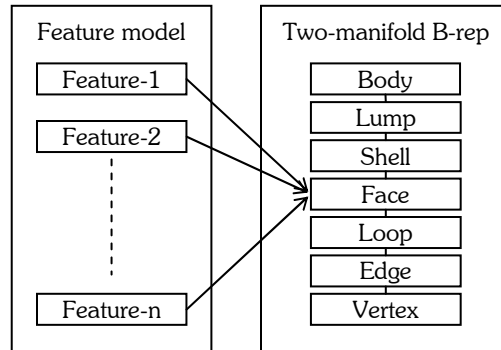 Feature model
Feature-1
Feature-2
Feature-n
Two-manifold B-rep
Body
Lump
Shell
Face
Loop
Edge
Vertex